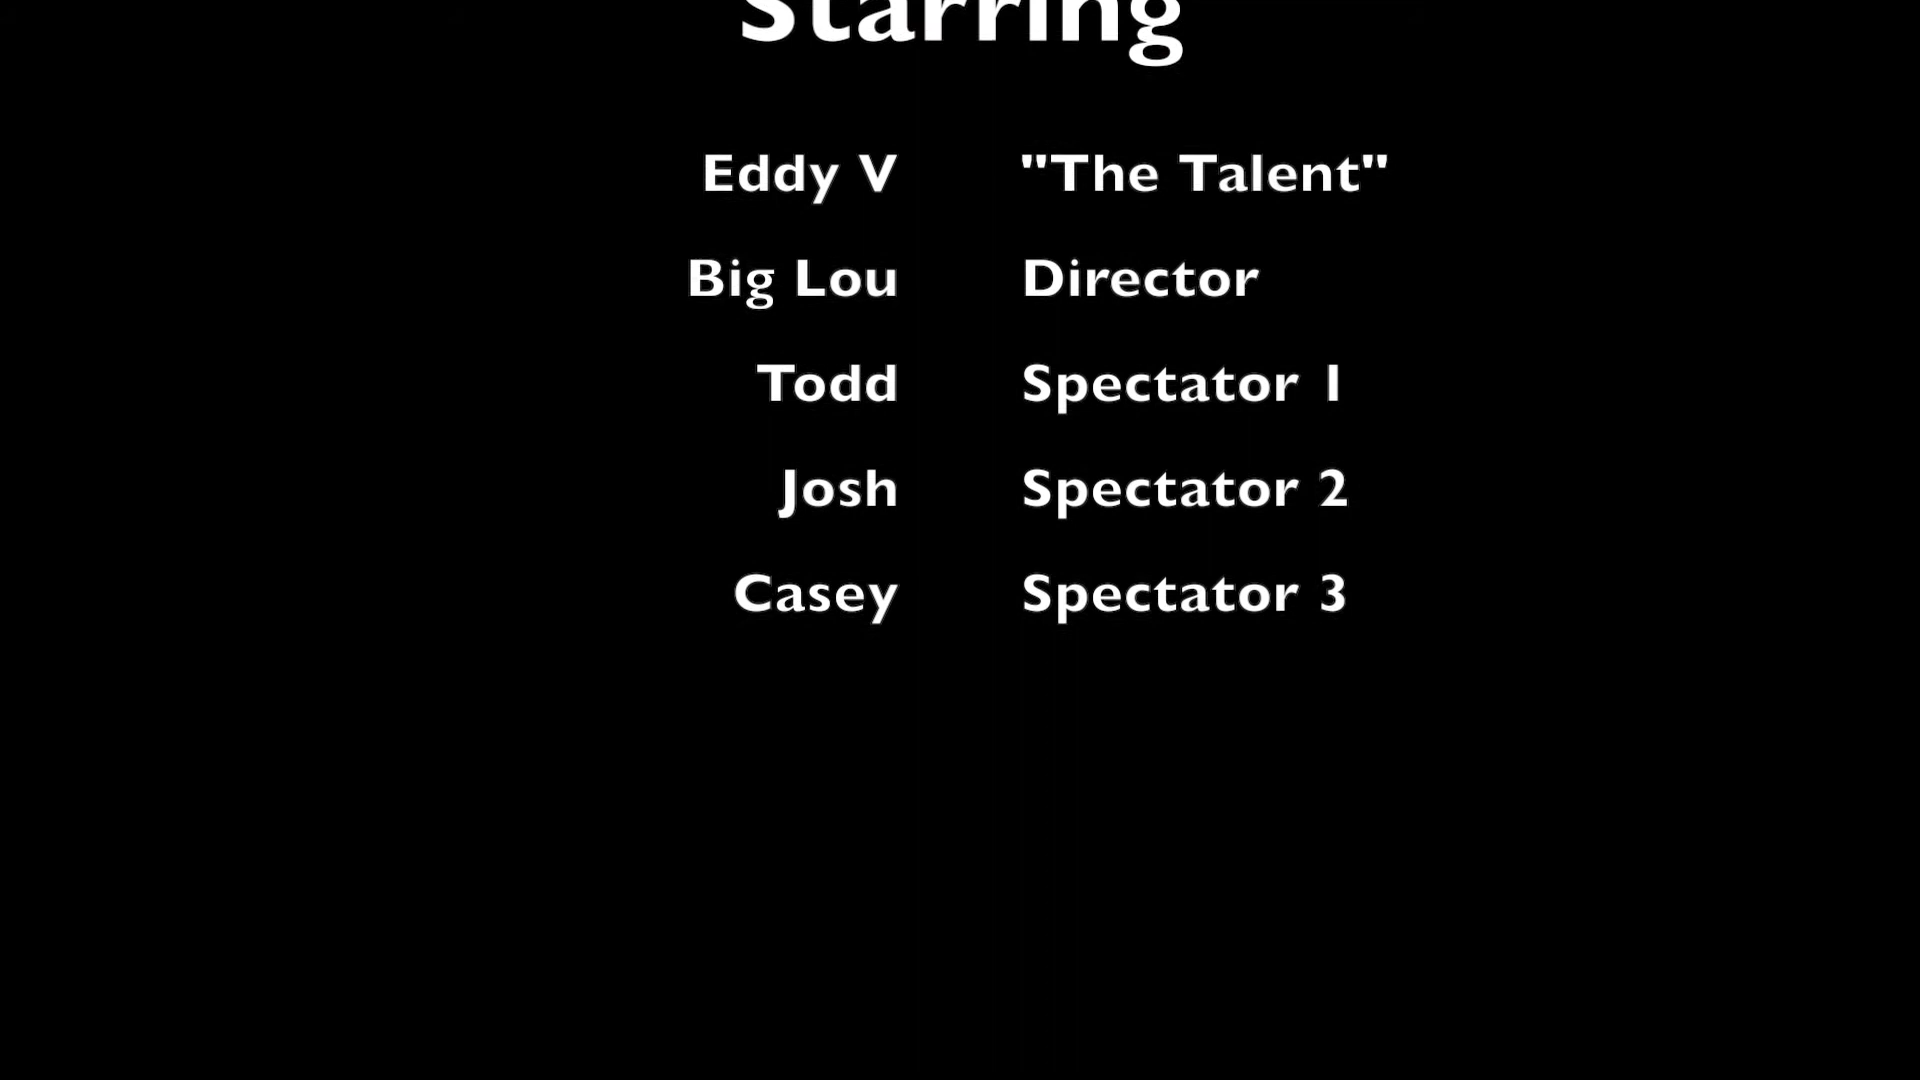 Starring
Eddy V "The Talent"
Big Lou Director
Todd Spectator 1
Josh Spectator 2
Casey Spectator 3